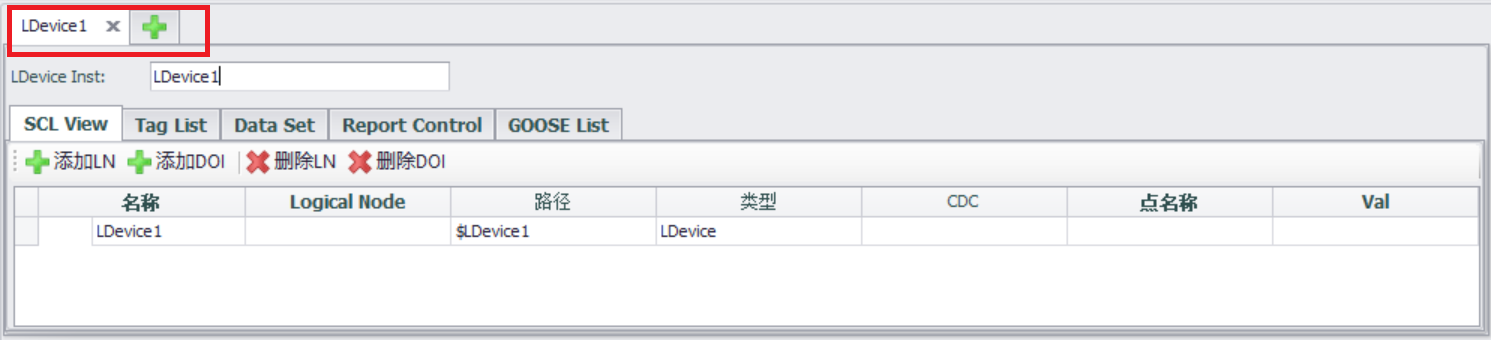 LDevice1
LDevice Inst: LDevice1
SCL View Tag List Data Set Report Control GOOSE List
添加LN 添加DOI 删除LN 删除DOI
名称 Logical Node 路径 类型 CDC 点名称 Val
LDevice1 $LDevice1 LDevice